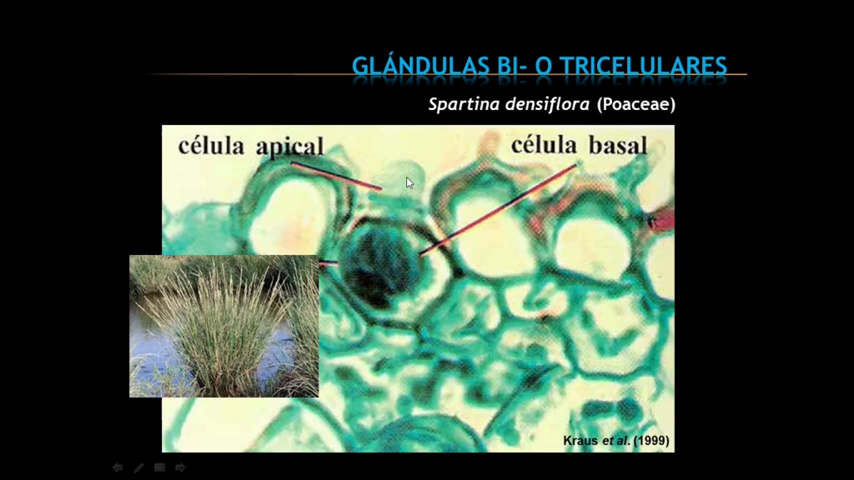 GLÁNDULAS BI- O TRICELULARES
Spartina densiflora (Poaceae)
célula apical
célula basal
Kraus et al. (1999)